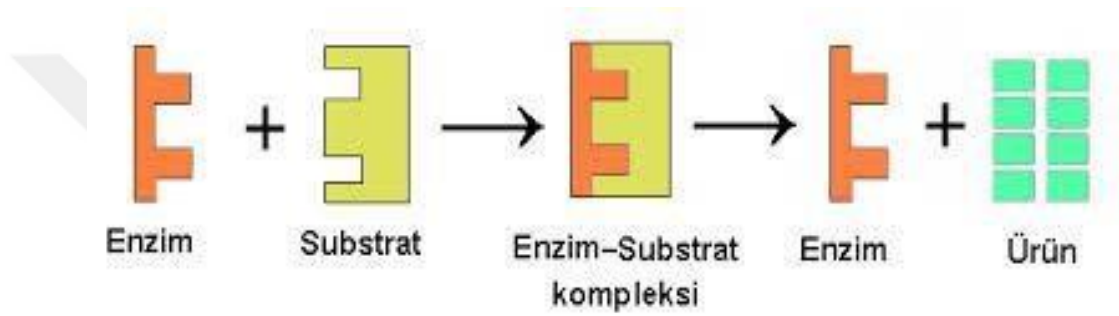 + → → +
Enzim Substrat Enzim–Substrat kompleksi Enzim Ürün